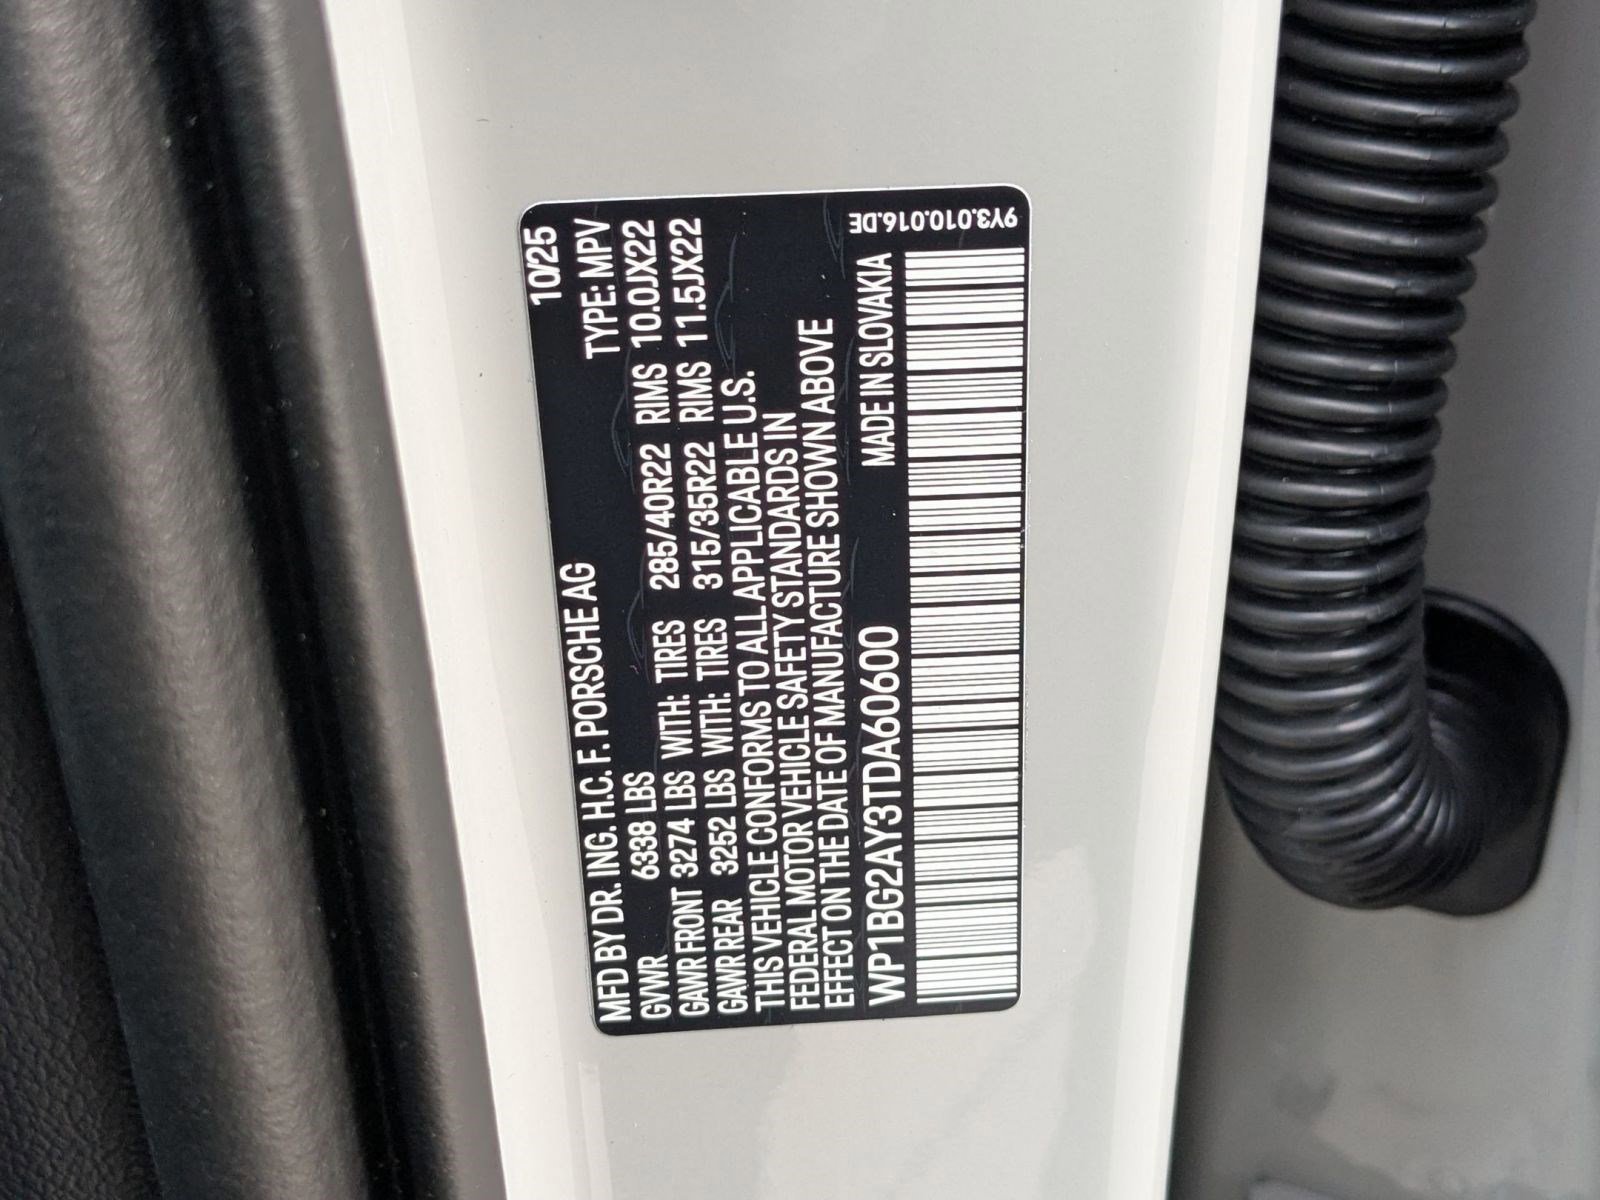 MFD BY DR. ING. H.C. F. PORSCHE AG 10/25
GVWR 6338 LBS TYPE: MPV
GAWR FRONT 3274 LBS WITH: TIRES 285/40R22 RIMS 10.0JX22
GAWR REAR 3252 LBS WITH: TIRES 315/35R22 RIMS 11.5JX22
THIS VEHICLE CONFORMS TO ALL APPLICABLE U.S.
FEDERAL MOTOR VEHICLE SAFETY STANDARDS IN
EFFECT ON THE DATE OF MANUFACTURE SHOWN ABOVE
WP1BG2AY3TDA60600 MADE IN SLOVAKIA
9Y3.010.016.DE